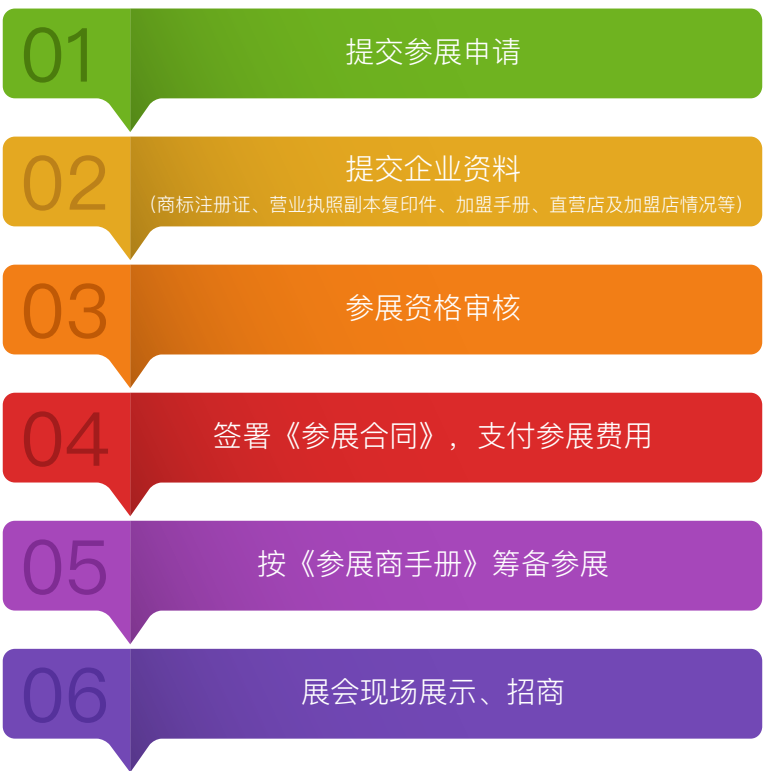 01
提交参展申请
02
提交企业资料
(商标注册证、营业执照副本复印件、加盟手册、直营店及加盟店情况等)
03
参展资格审核
04
签署《参展合同》，支付参展费用
05
按《参展商手册》筹备参展
06
展会现场展示、招商